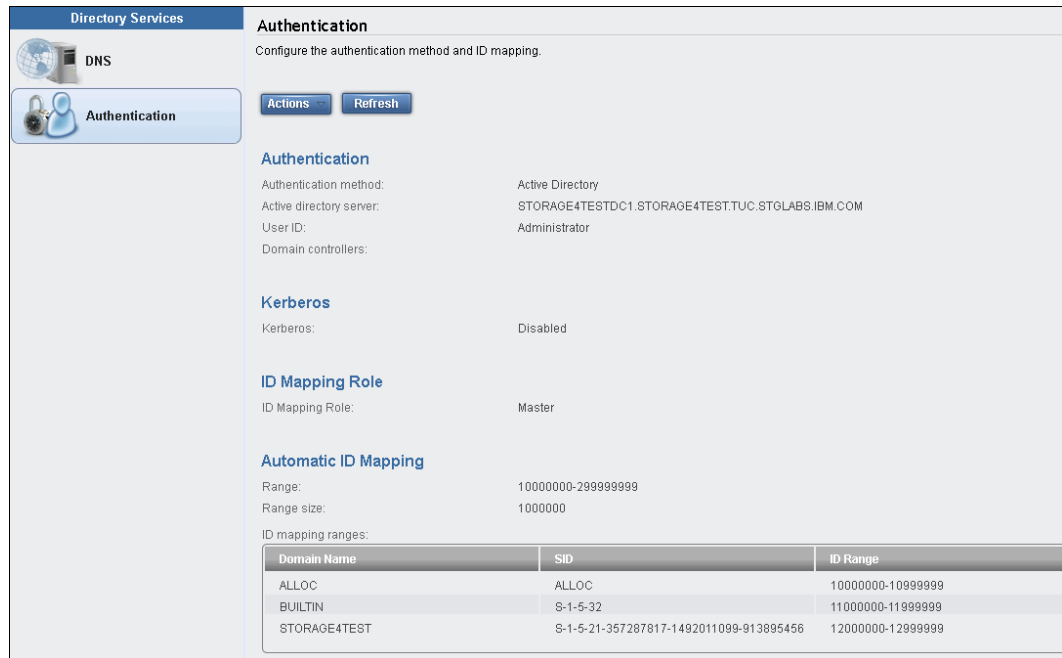 Directory Services
DNS
Authentication
Authentication
Configure the authentication method and ID mapping.
Actions Refresh
Authentication
Authentication method: Active Directory
Active directory server: STORAGE4TESTDC1.STORAGE4TEST.TUC.STGLABS.IBM.COM
User ID: Administrator
Domain controllers:
Kerberos
Kerberos: Disabled
ID Mapping Role
ID Mapping Role: Master
Automatic ID Mapping
Range: 10000000-299999999
Range size: 1000000
ID mapping ranges:
Domain Name SID ID Range
ALLOC ALLOC 10000000-10999999
BUILTIN S-1-5-32 11000000-11999999
STORAGE4TEST S-1-5-21-357287817-1492011099-913895456 12000000-12999999